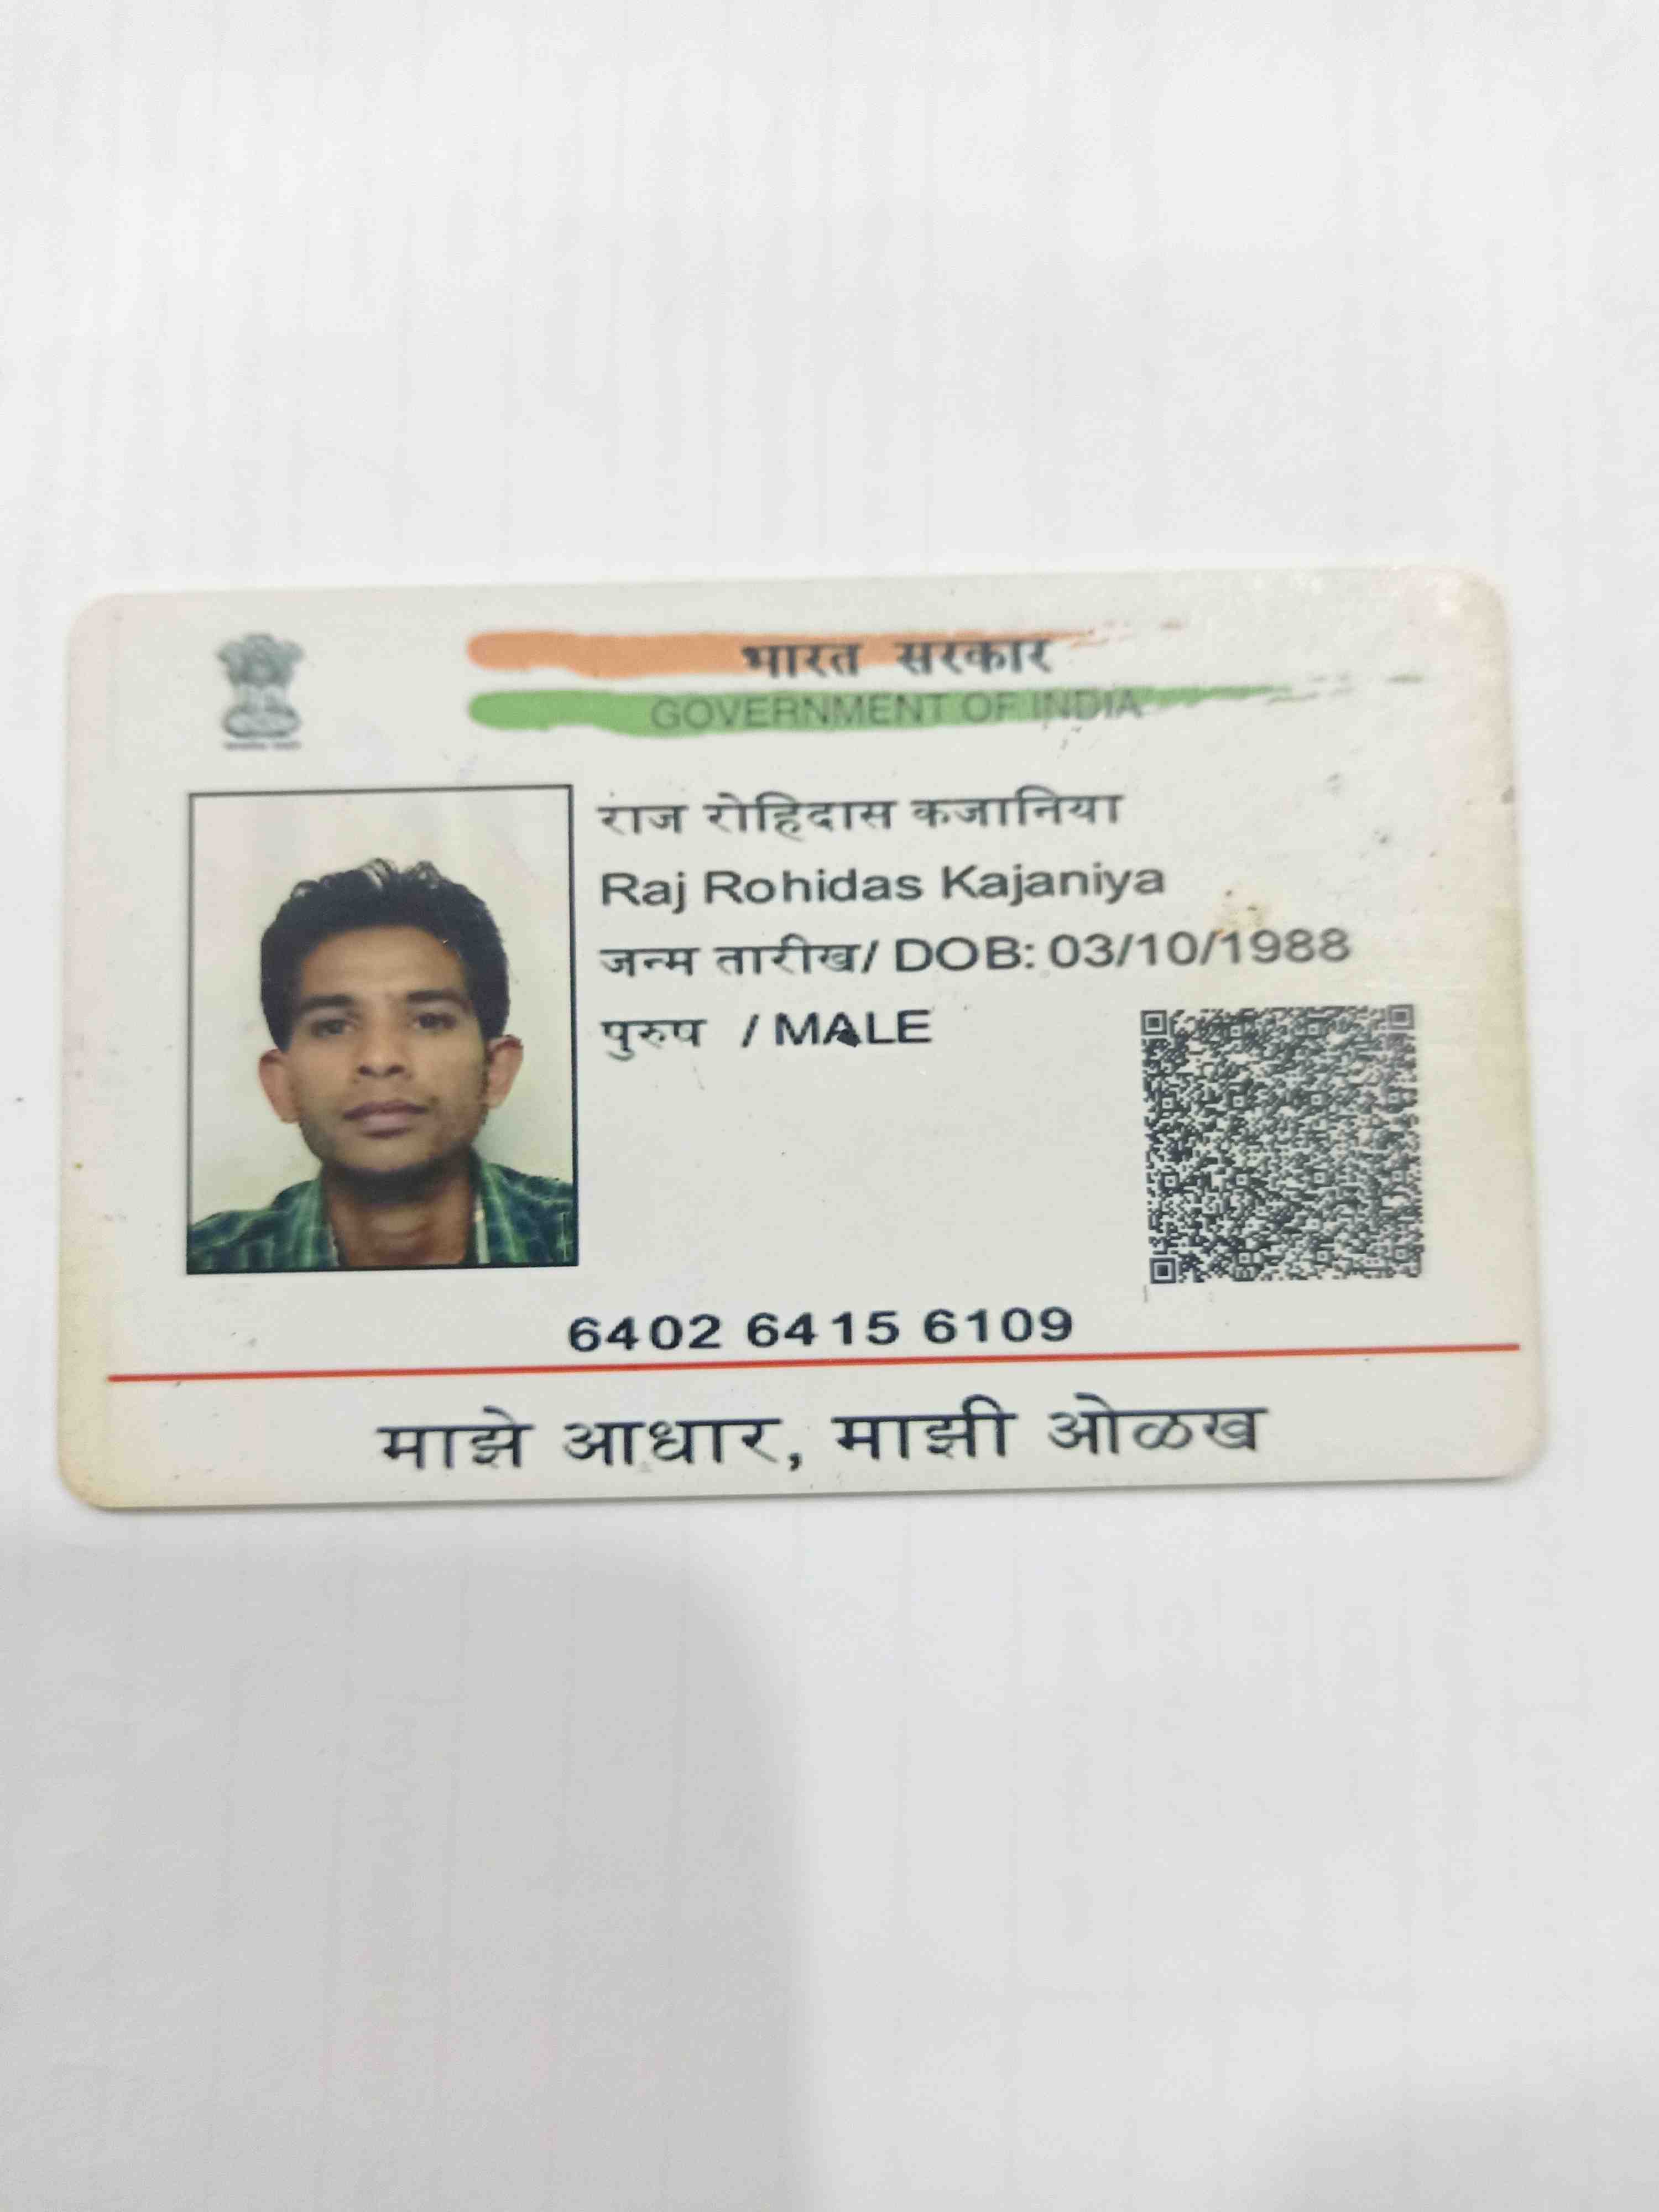 भारत सरकार
GOVERNMENT OF INDIA
राज रोहिदास कजानिया
Raj Rohidas Kajaniya
जन्म तारीख/ DOB: 03/10/1988
पुरुष / MALE
6402 6415 6109
माझे आधार, माझी ओळख